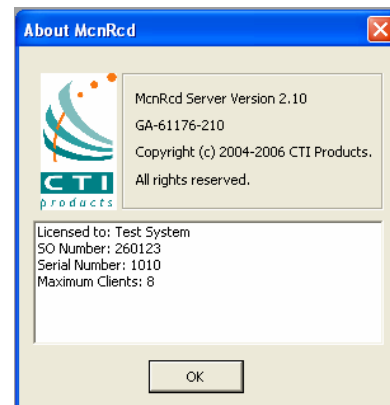 About McnRcd
McnRcd Server Version 2.10
GA-61176-210
Copyright (c) 2004-2006 CTI Products.
All rights reserved.
CTI
products
Licensed to: Test System
SO Number: 260123
Serial Number: 1010
Maximum Clients: 8
OK